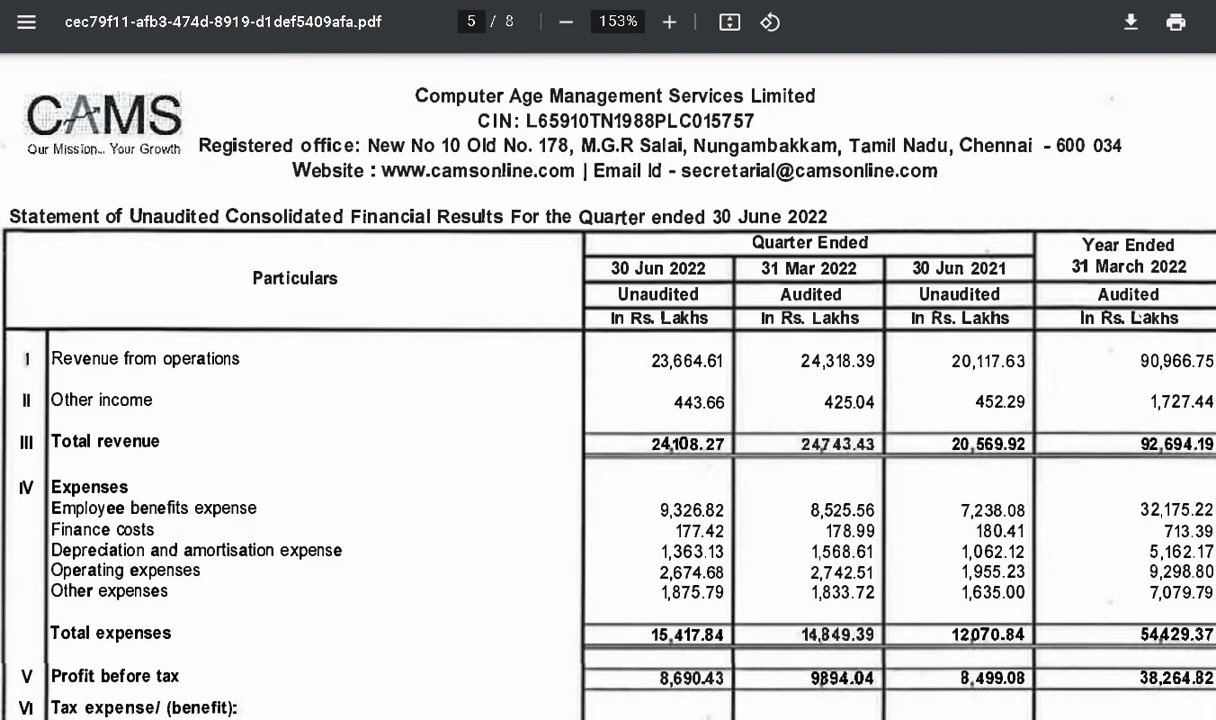 cec79f11-afb3-474d-8919-d1def5409afa.pdf 5 / 8 153%
CAMS
Our Mission... Your Growth
Computer Age Management Services Limited
CIN: L65910TN1988PLC015757
Registered office: New No 10 Old No. 178, M.G.R Salai, Nungambakkam, Tamil Nadu, Chennai - 600 034
Website : www.camsonline.com | Email Id - secretarial@camsonline.com
Statement of Unaudited Consolidated Financial Results For the Quarter ended 30 June 2022
Particulars Quarter Ended Year Ended
30 Jun 2022 31 Mar 2022 30 Jun 2021 31 March 2022
Unaudited Audited Unaudited Audited
In Rs. Lakhs In Rs. Lakhs In Rs. Lakhs In Rs. Lakhs
I Revenue from operations 23,664.61 24,318.39 20,117.63 90,966.75
II Other income 443.66 425.04 452.29 1,727.44
III Total revenue 24,108.27 24,743.43 20,569.92 92,694.19
IV Expenses
Employee benefits expense 9,326.82 8,525.56 7,238.08 32,175.22
Finance costs 177.42 178.99 180.41 713.39
Depreciation and amortisation expense 1,363.13 1,568.61 1,062.12 5,162.17
Operating expenses 2,674.68 2,742.51 1,955.23 9,298.80
Other expenses 1,875.79 1,833.72 1,635.00 7,079.79
Total expenses 15,417.84 14,849.39 12,070.84 54,429.37
V Profit before tax 8,690.43 9894.04 8,499.08 38,264.82
VI Tax expense/ (benefit):